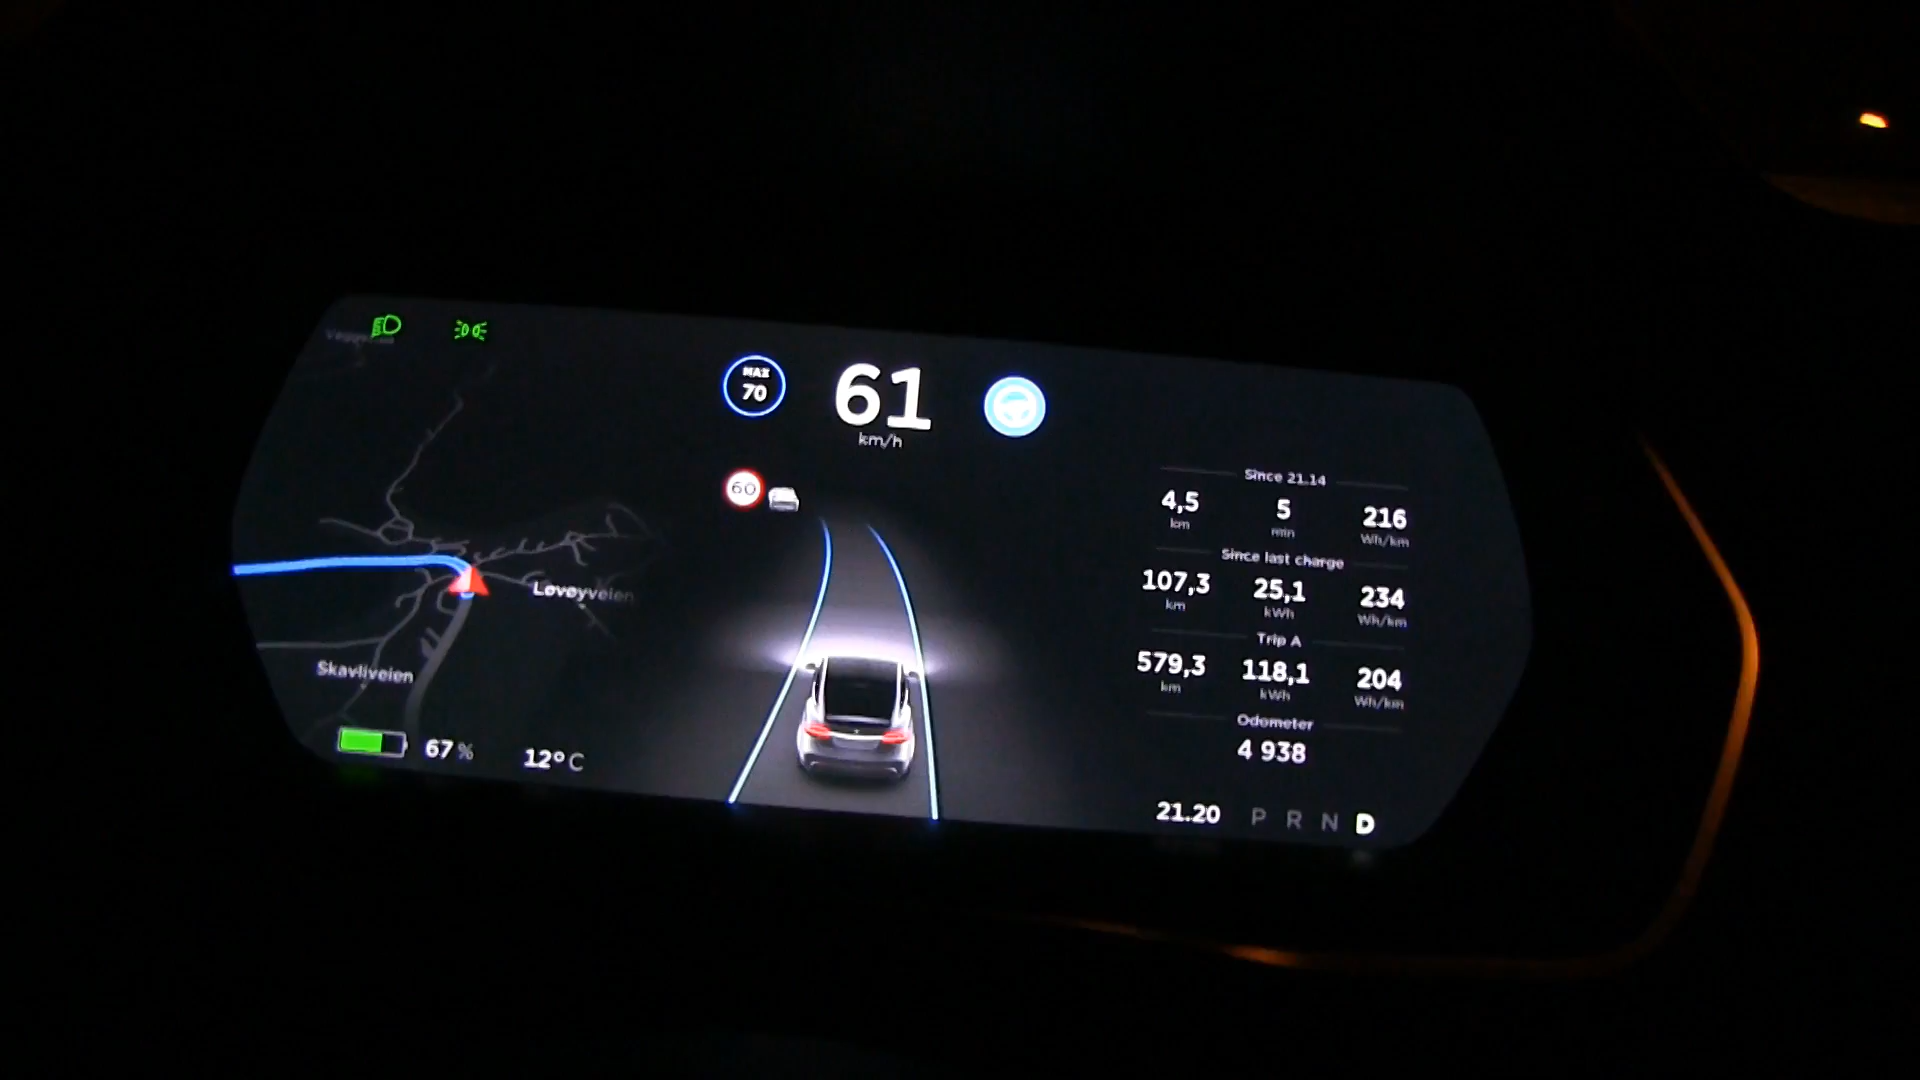 MAX
70
61
km/h
60
Since 21.14
4,5 5 216
km min Wh/km
Since last charge
107,3 25,1 234
km kWh Wh/km
Løvøyveien
Trip A
579,3 118,1 204
km kWh Wh/km
Skavliveien
Odometer
4 938
67 % 12°C
21.20 P R N D